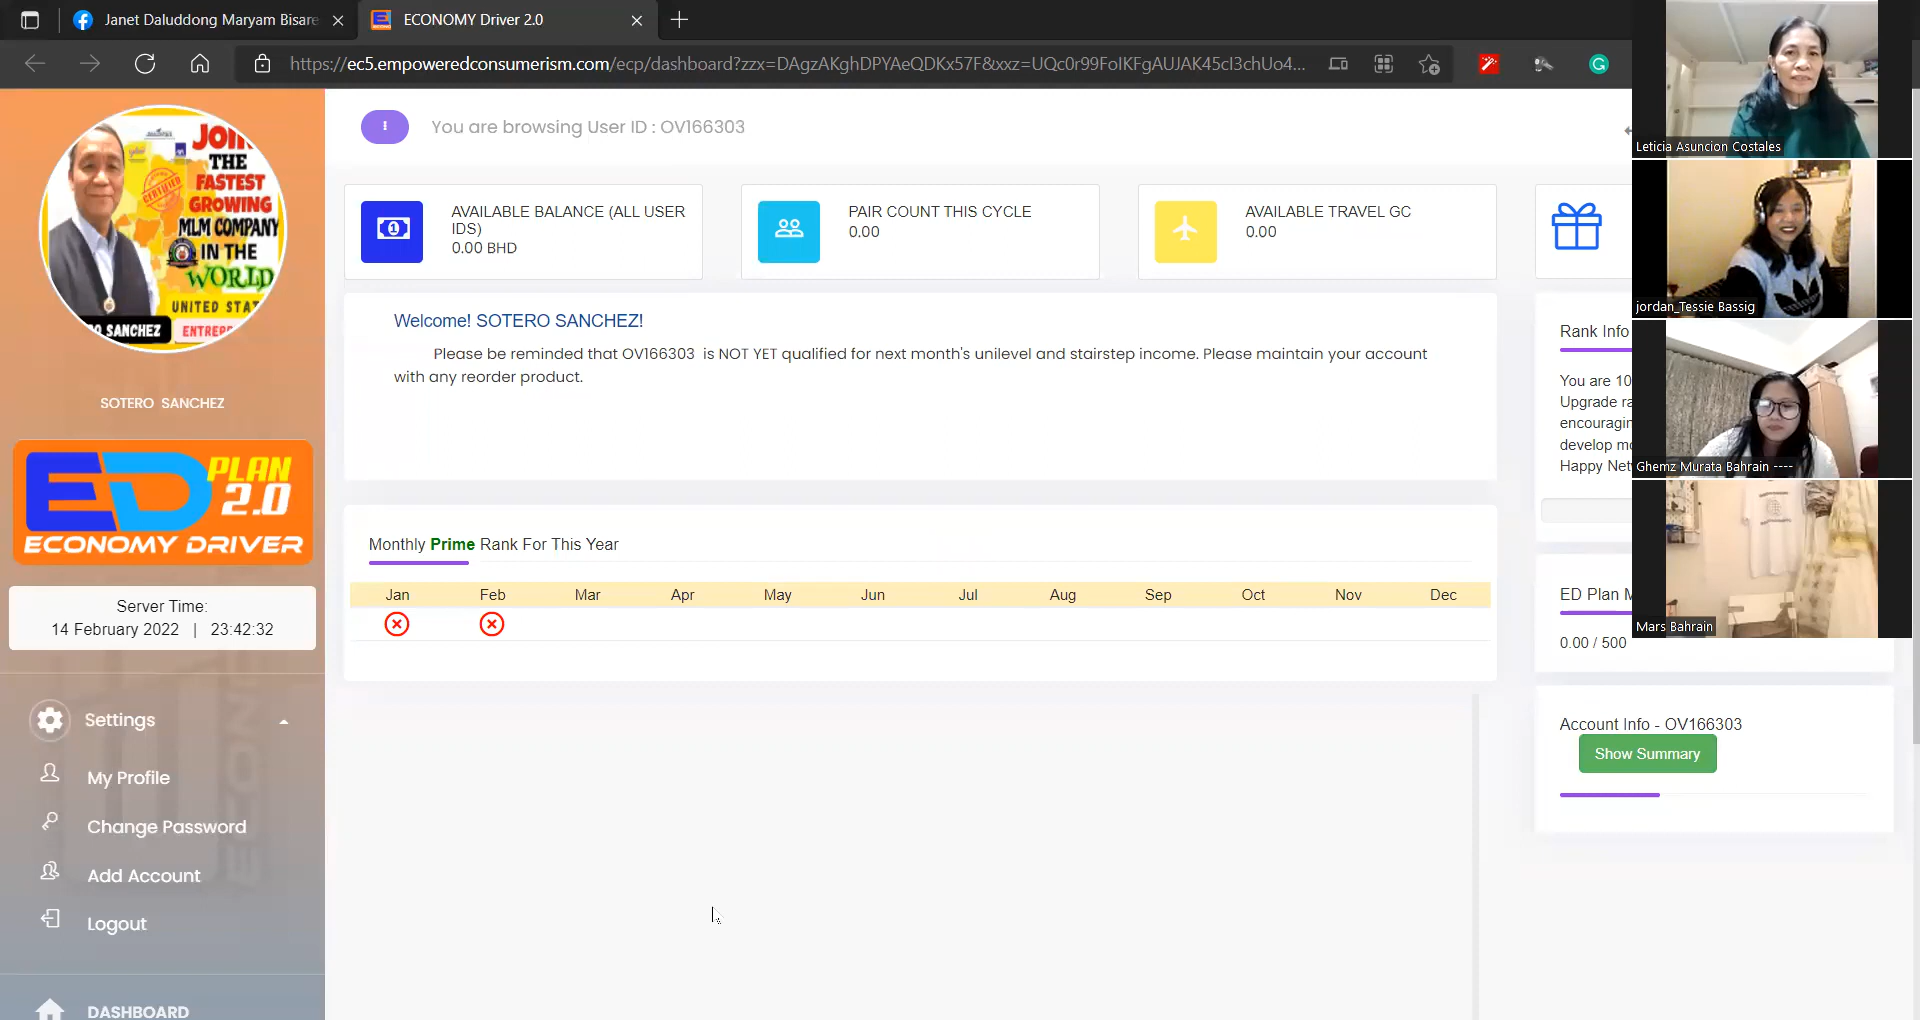 Janet Daluddong Maryam Bisare
ECONOMY Driver 2.0
https://ec5.empoweredconsumerism.com/ecp/dashboard?zzx=DAgzAKghDPYAeQDKx57F&xxz=UQc0r99FoIKFgAUJAK45cI3chUo4...
JOIN
THE
FASTEST
GROWING
MLM COMPANY
IN THE
WORLD
UNITED STAT
RO SANCHEZ
ENTREPR
CERTIFIED
SOTERO SANCHEZ
ED PLAN 2.0
ECONOMY DRIVER
Server Time:
14 February 2022 | 23:42:32
Settings
My Profile
Change Password
Add Account
Logout
DASHBOARD
You are browsing User ID : OV166303
AVAILABLE BALANCE (ALL USER
IDS)
0.00 BHD
PAIR COUNT THIS CYCLE
0.00
AVAILABLE TRAVEL GC
0.00
Welcome! SOTERO SANCHEZ!
Please be reminded that OV166303 is NOT YET qualified for next month's unilevel and stairstep income. Please maintain your account
with any reorder product.
Monthly Prime Rank For This Year
Jan Feb Mar Apr May Jun Jul Aug Sep Oct Nov Dec
Rank Info
You are 10
Upgrade ra
encouragin
develop mo
Happy Net
ED Plan M
0.00 / 500
Account Info - OV166303
Show Summary
Leticia Asuncion Costales
jordan_Tessie Bassig
Ghemz Murata Bahrain ----
Mars Bahrain